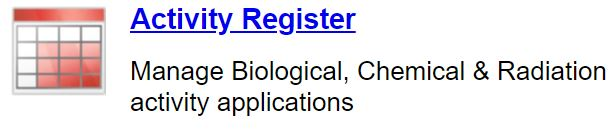 Activity Register
Manage Biological, Chemical & Radiation
activity applications